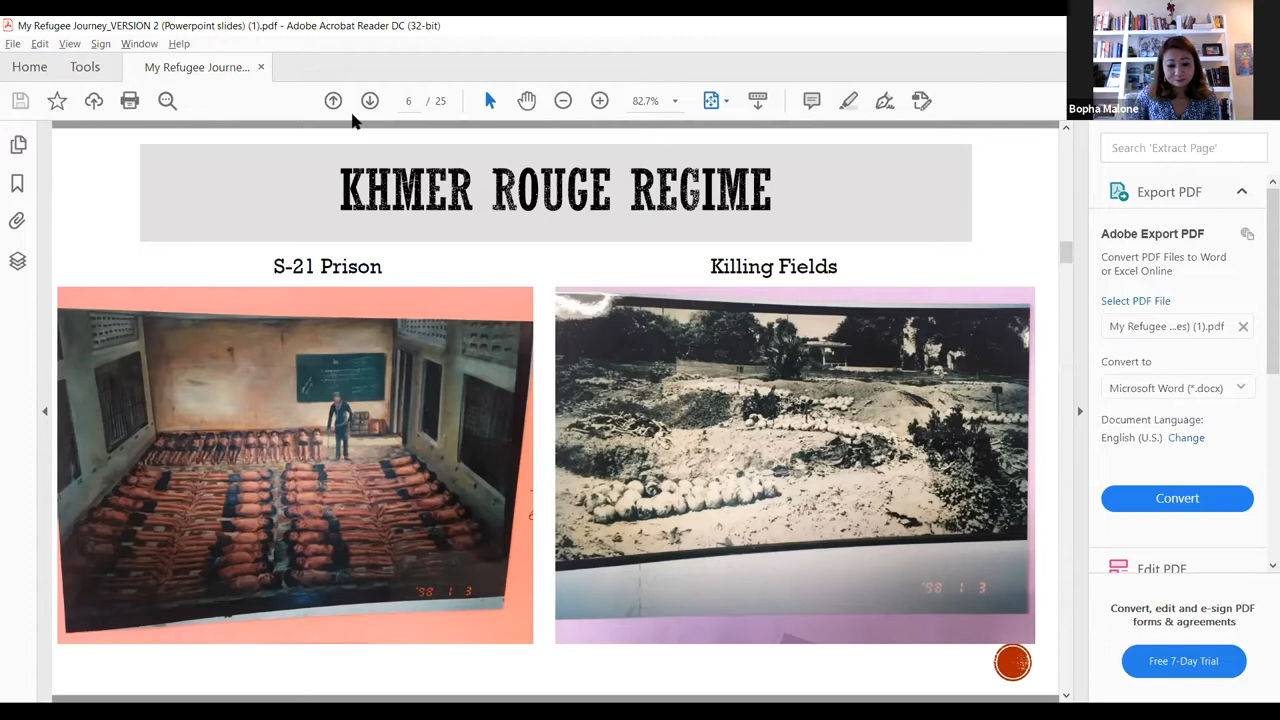 My Refugee Journey_VERSION 2 (Powerpoint slides) (1).pdf - Adobe Acrobat Reader DC (32-bit)
File Edit View Sign Window Help
Home Tools My Refugee Journe... ×
6 / 25 82.7%
Bopha Malone
KHMER ROUGE REGIME
S-21 Prison
Killing Fields
'98 1 3
'98 1 3
Search 'Extract Page'
Export PDF
Adobe Export PDF
Convert PDF Files to Word
or Excel Online
Select PDF File
My Refugee ...es) (1).pdf
Convert to
Microsoft Word (*.docx)
Document Language:
English (U.S.) Change
Convert
Edit PDF
Convert, edit and e-sign PDF
forms & agreements
Free 7-Day Trial